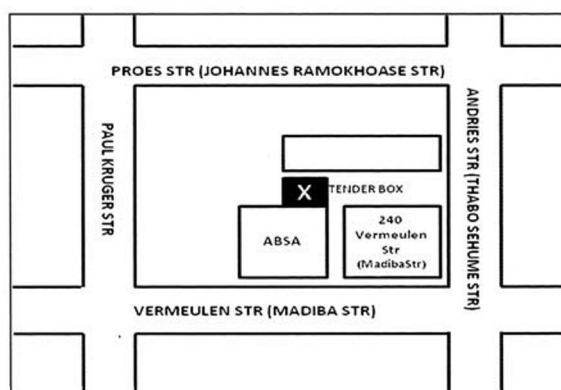 PROES STR (JOHANNES RAMOKHOASE STR)
PAUL KRUGER STR
ANDRIES STR (THABO SEHUME STR)
X
TENDER BOX
ABSA
240
Vermeulen
Str
(MadibaStr)
VERMEULEN STR (MADIBA STR)